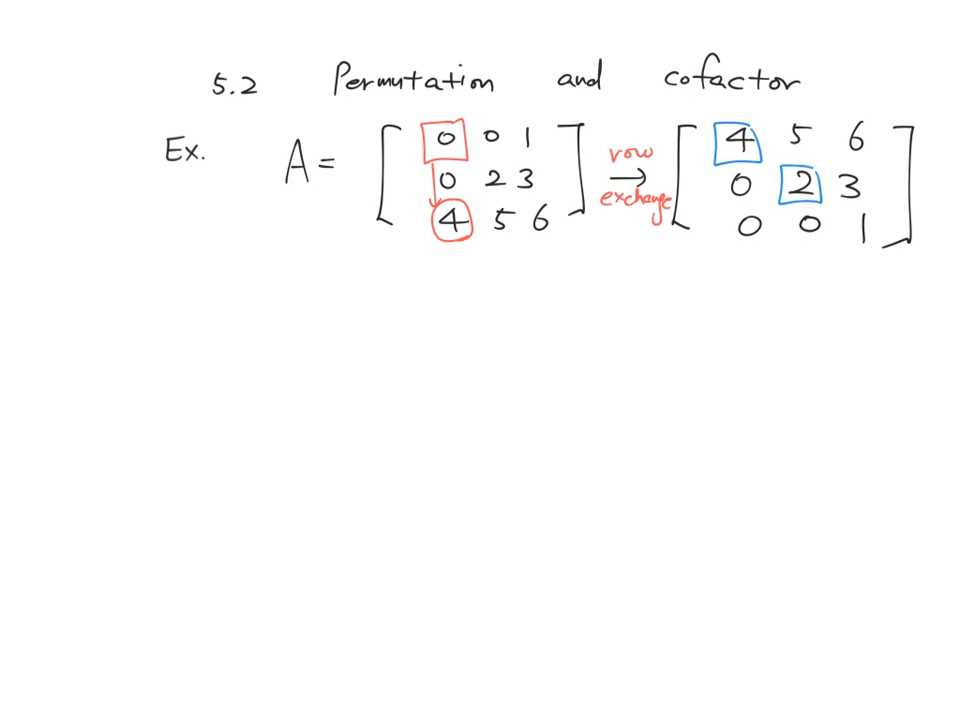 5.2 Permutation and cofactor
Ex. A = [ 0 0 1 ] row → exchange [ 4 5 6 ]
0 2 3 0 2 3
4 5 6 0 0 1